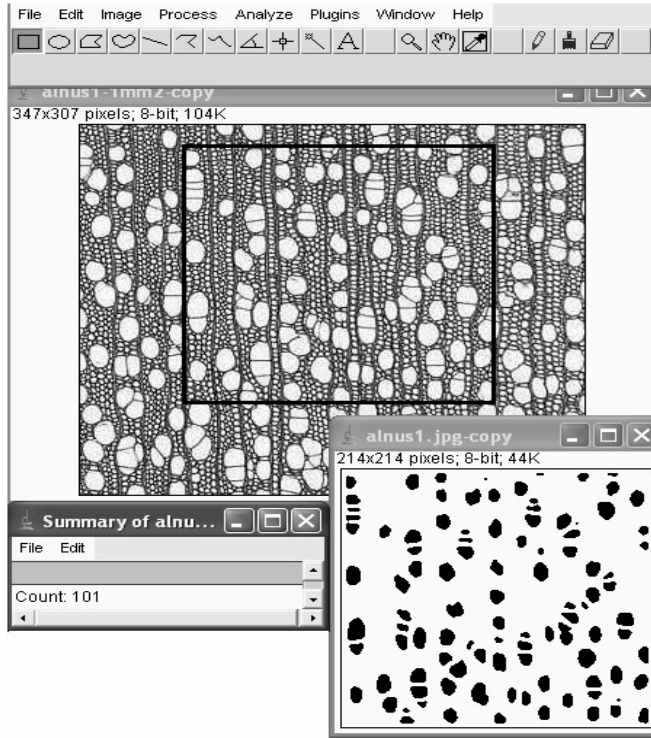 File Edit Image Process Analyze Plugins Window Help
A
alnus1-1mm2-copy
347x307 pixels; 8-bit; 104K
alnus1.jpg-copy
214x214 pixels; 8-bit; 44K
Summary of alnu...
File Edit
Count: 101